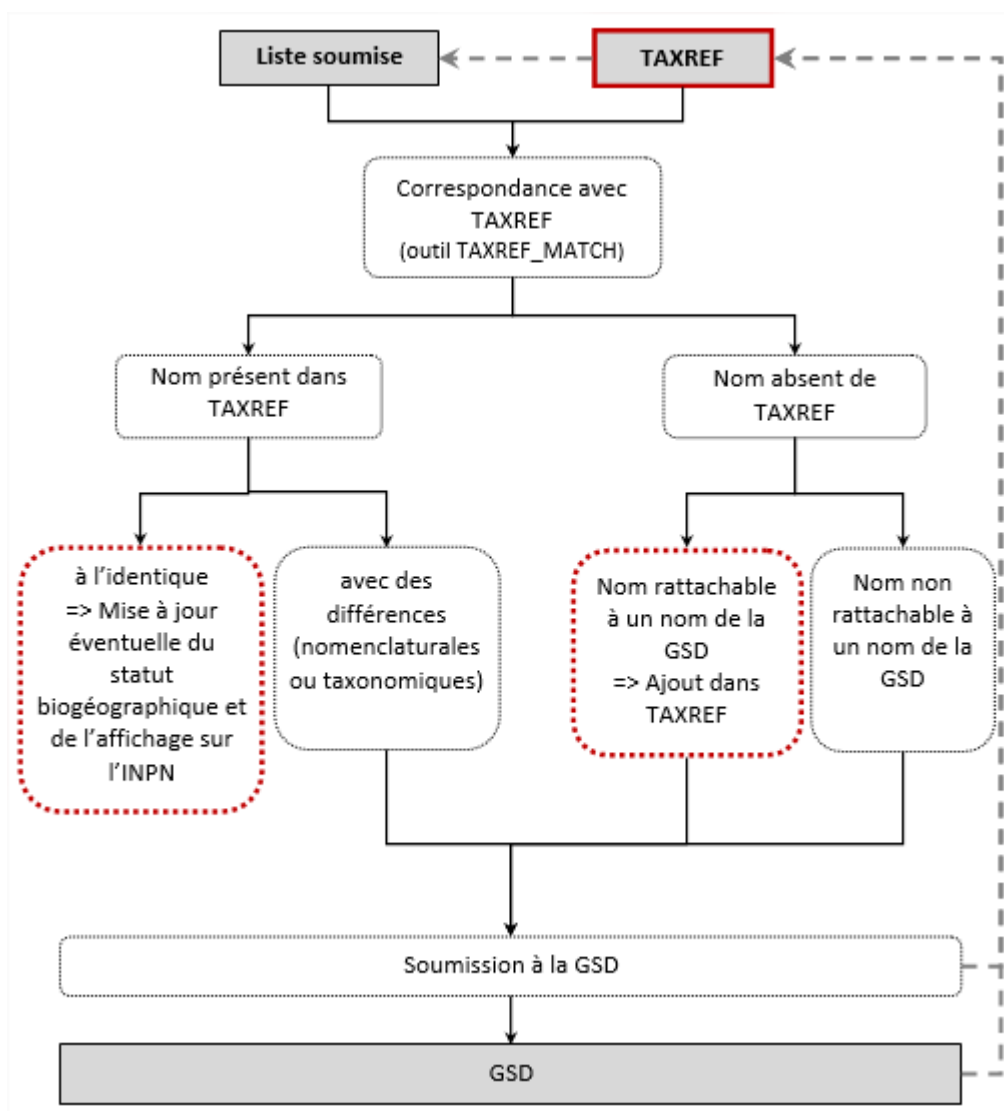 Liste soumise
TAXREF
Correspondance avec
TAXREF
(outil TAXREF_MATCH)
Nom présent dans
TAXREF
Nom absent de
TAXREF
à l’identique
=> Mise à jour
éventuelle du
statut
biogéographique et
de l’affichage sur
l’INPN
avec des
différences
(nomenclaturales
ou taxonomiques)
Nom rattachable
à un nom de la
GSD
=> Ajout dans
TAXREF
Nom non
rattachable à
un nom de la
GSD
Soumission à la GSD
GSD